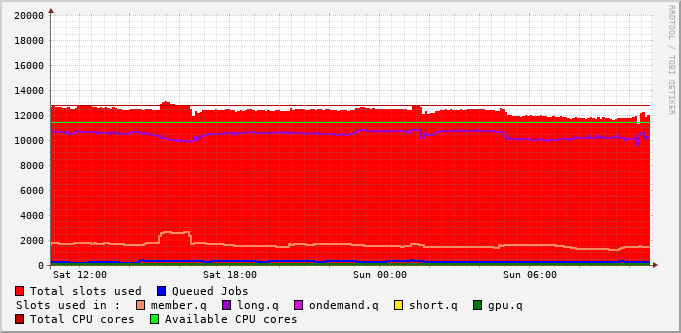 RRDTOOL / TOBI OETIKER
20000
18000
16000
14000
12000
10000
8000
6000
4000
2000
0
Sat 12:00 Sat 18:00 Sun 00:00 Sun 06:00
Total slots used Queued Jobs
Slots used in : member.q long.q ondemand.q short.q gpu.q
Total CPU cores Available CPU cores